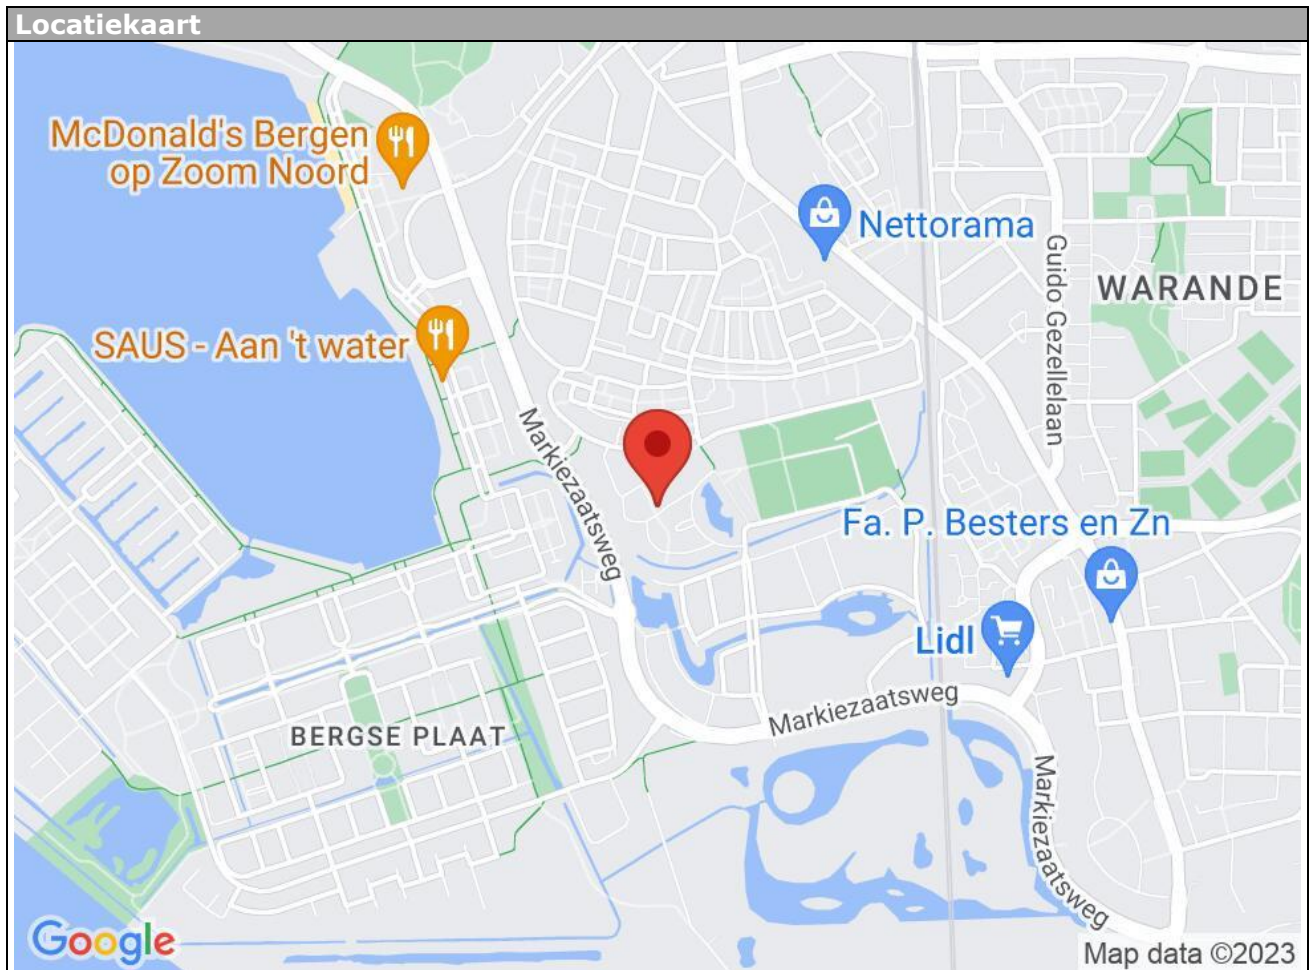 Locatiekaart
McDonald's Bergen
op Zoom Noord
Nettorama
Guido Gezellelaan
WARANDE
SAUS - Aan 't water
Markiezaatsweg
Fa. P. Besters en Zn
Lidl
Markiezaatsweg
BERGSE PLAAT
Markiezaatsweg
Google
Map data ©2023